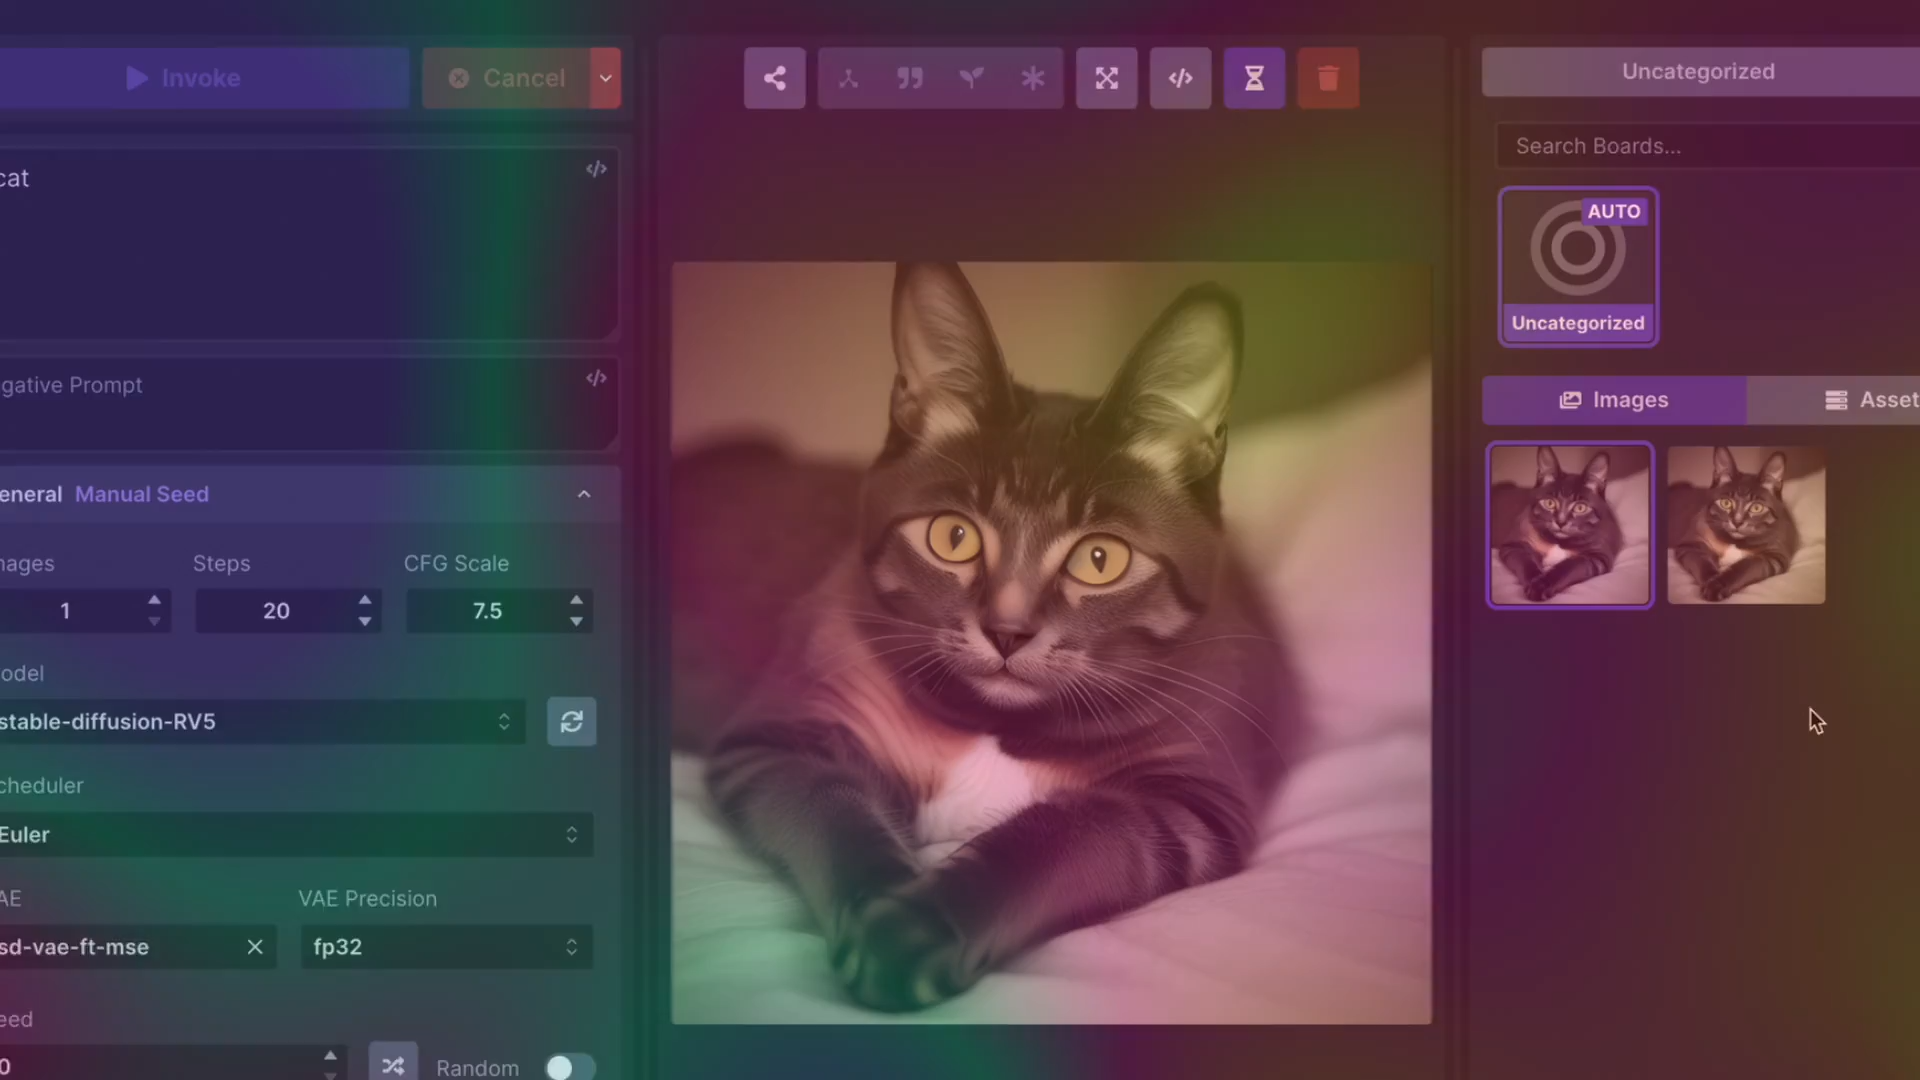 Invoke
Cancel
Uncategorized
cat
Search Boards...
AUTO
Uncategorized
gative Prompt
Images
Asset
eneral Manual Seed
mages
Steps
CFG Scale
1
20
7.5
odel
stable-diffusion-RV5
cheduler
Euler
AE
VAE Precision
sd-vae-ft-mse
fp32
eed
0
Random